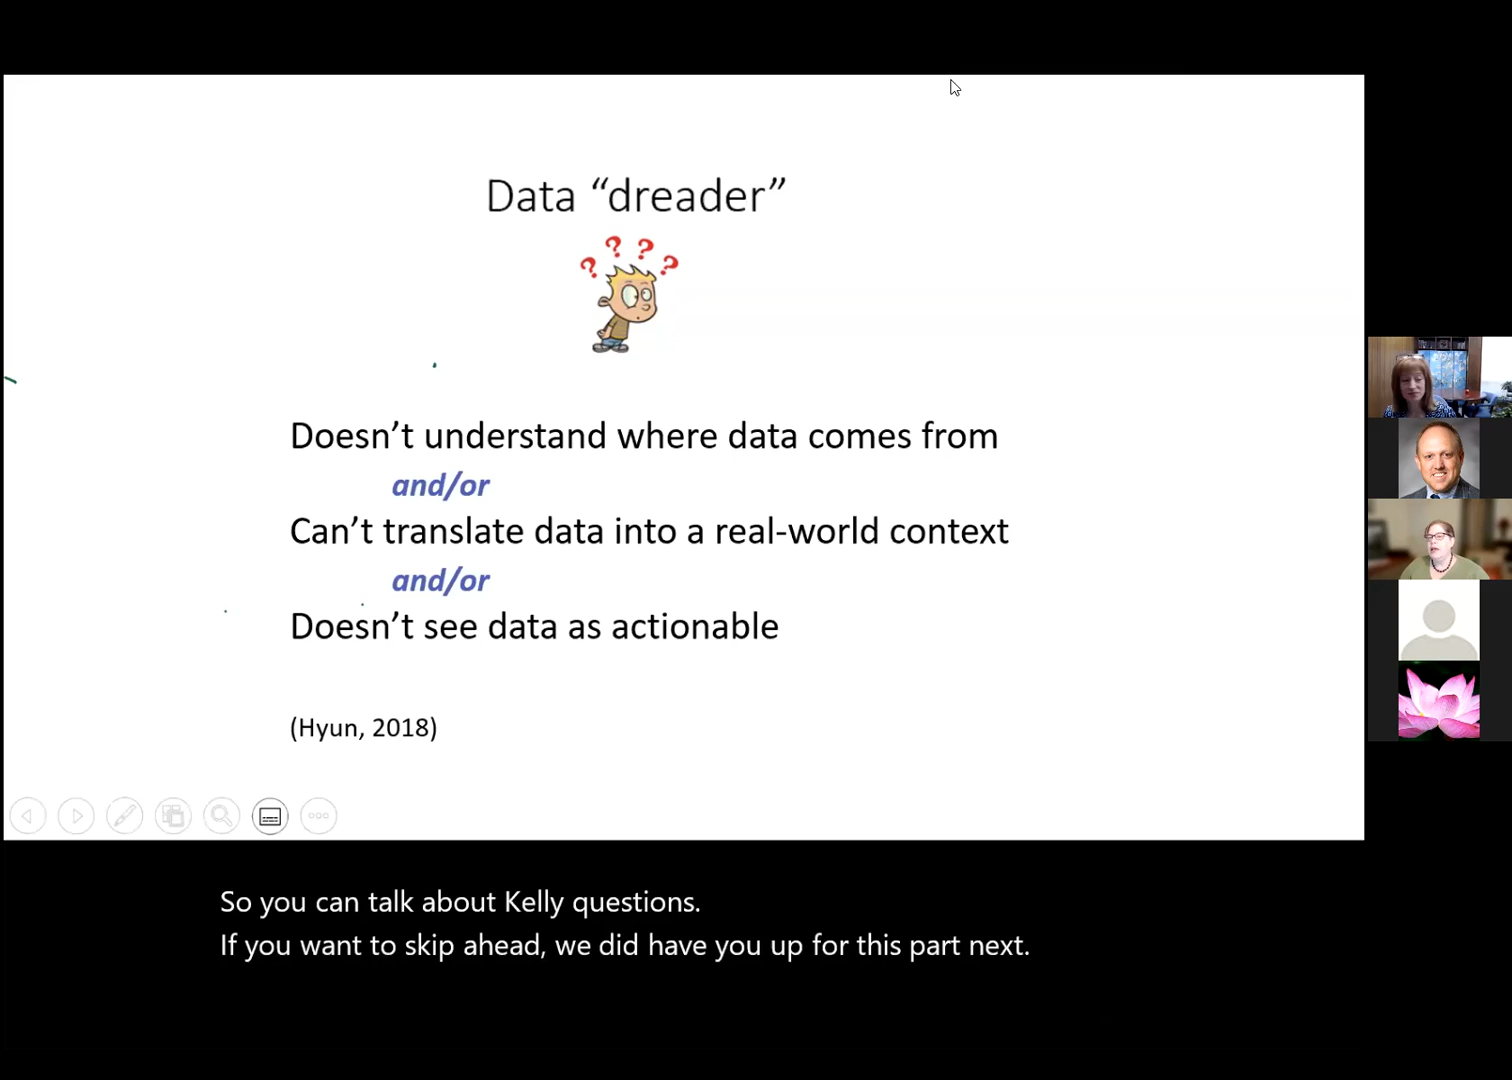 Data “dreader”
? ? ? ?
Doesn’t understand where data comes from
and/or
Can’t translate data into a real-world context
and/or
Doesn’t see data as actionable
(Hyun, 2018)
So you can talk about Kelly questions.
If you want to skip ahead, we did have you up for this part next.